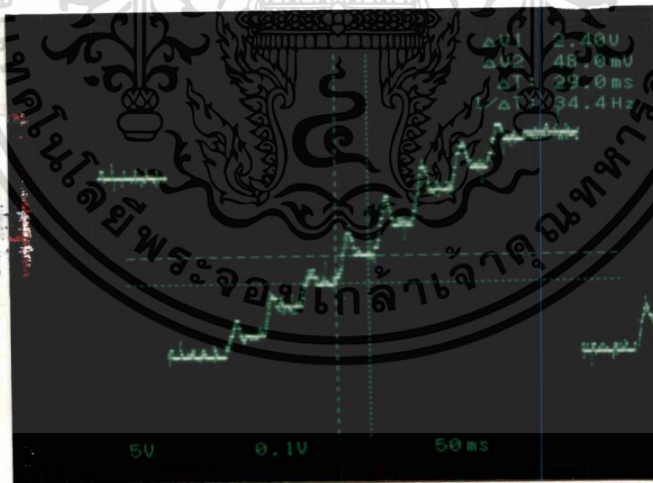 ΔV1 2.40V
ΔV2 48.0mV
ΔT: 29.0ms
1/ΔT: 34.4Hz
เทคโนโลยีพระจอมเกล้าเจ้าคุณทหาร
5V 0.1V 50ms